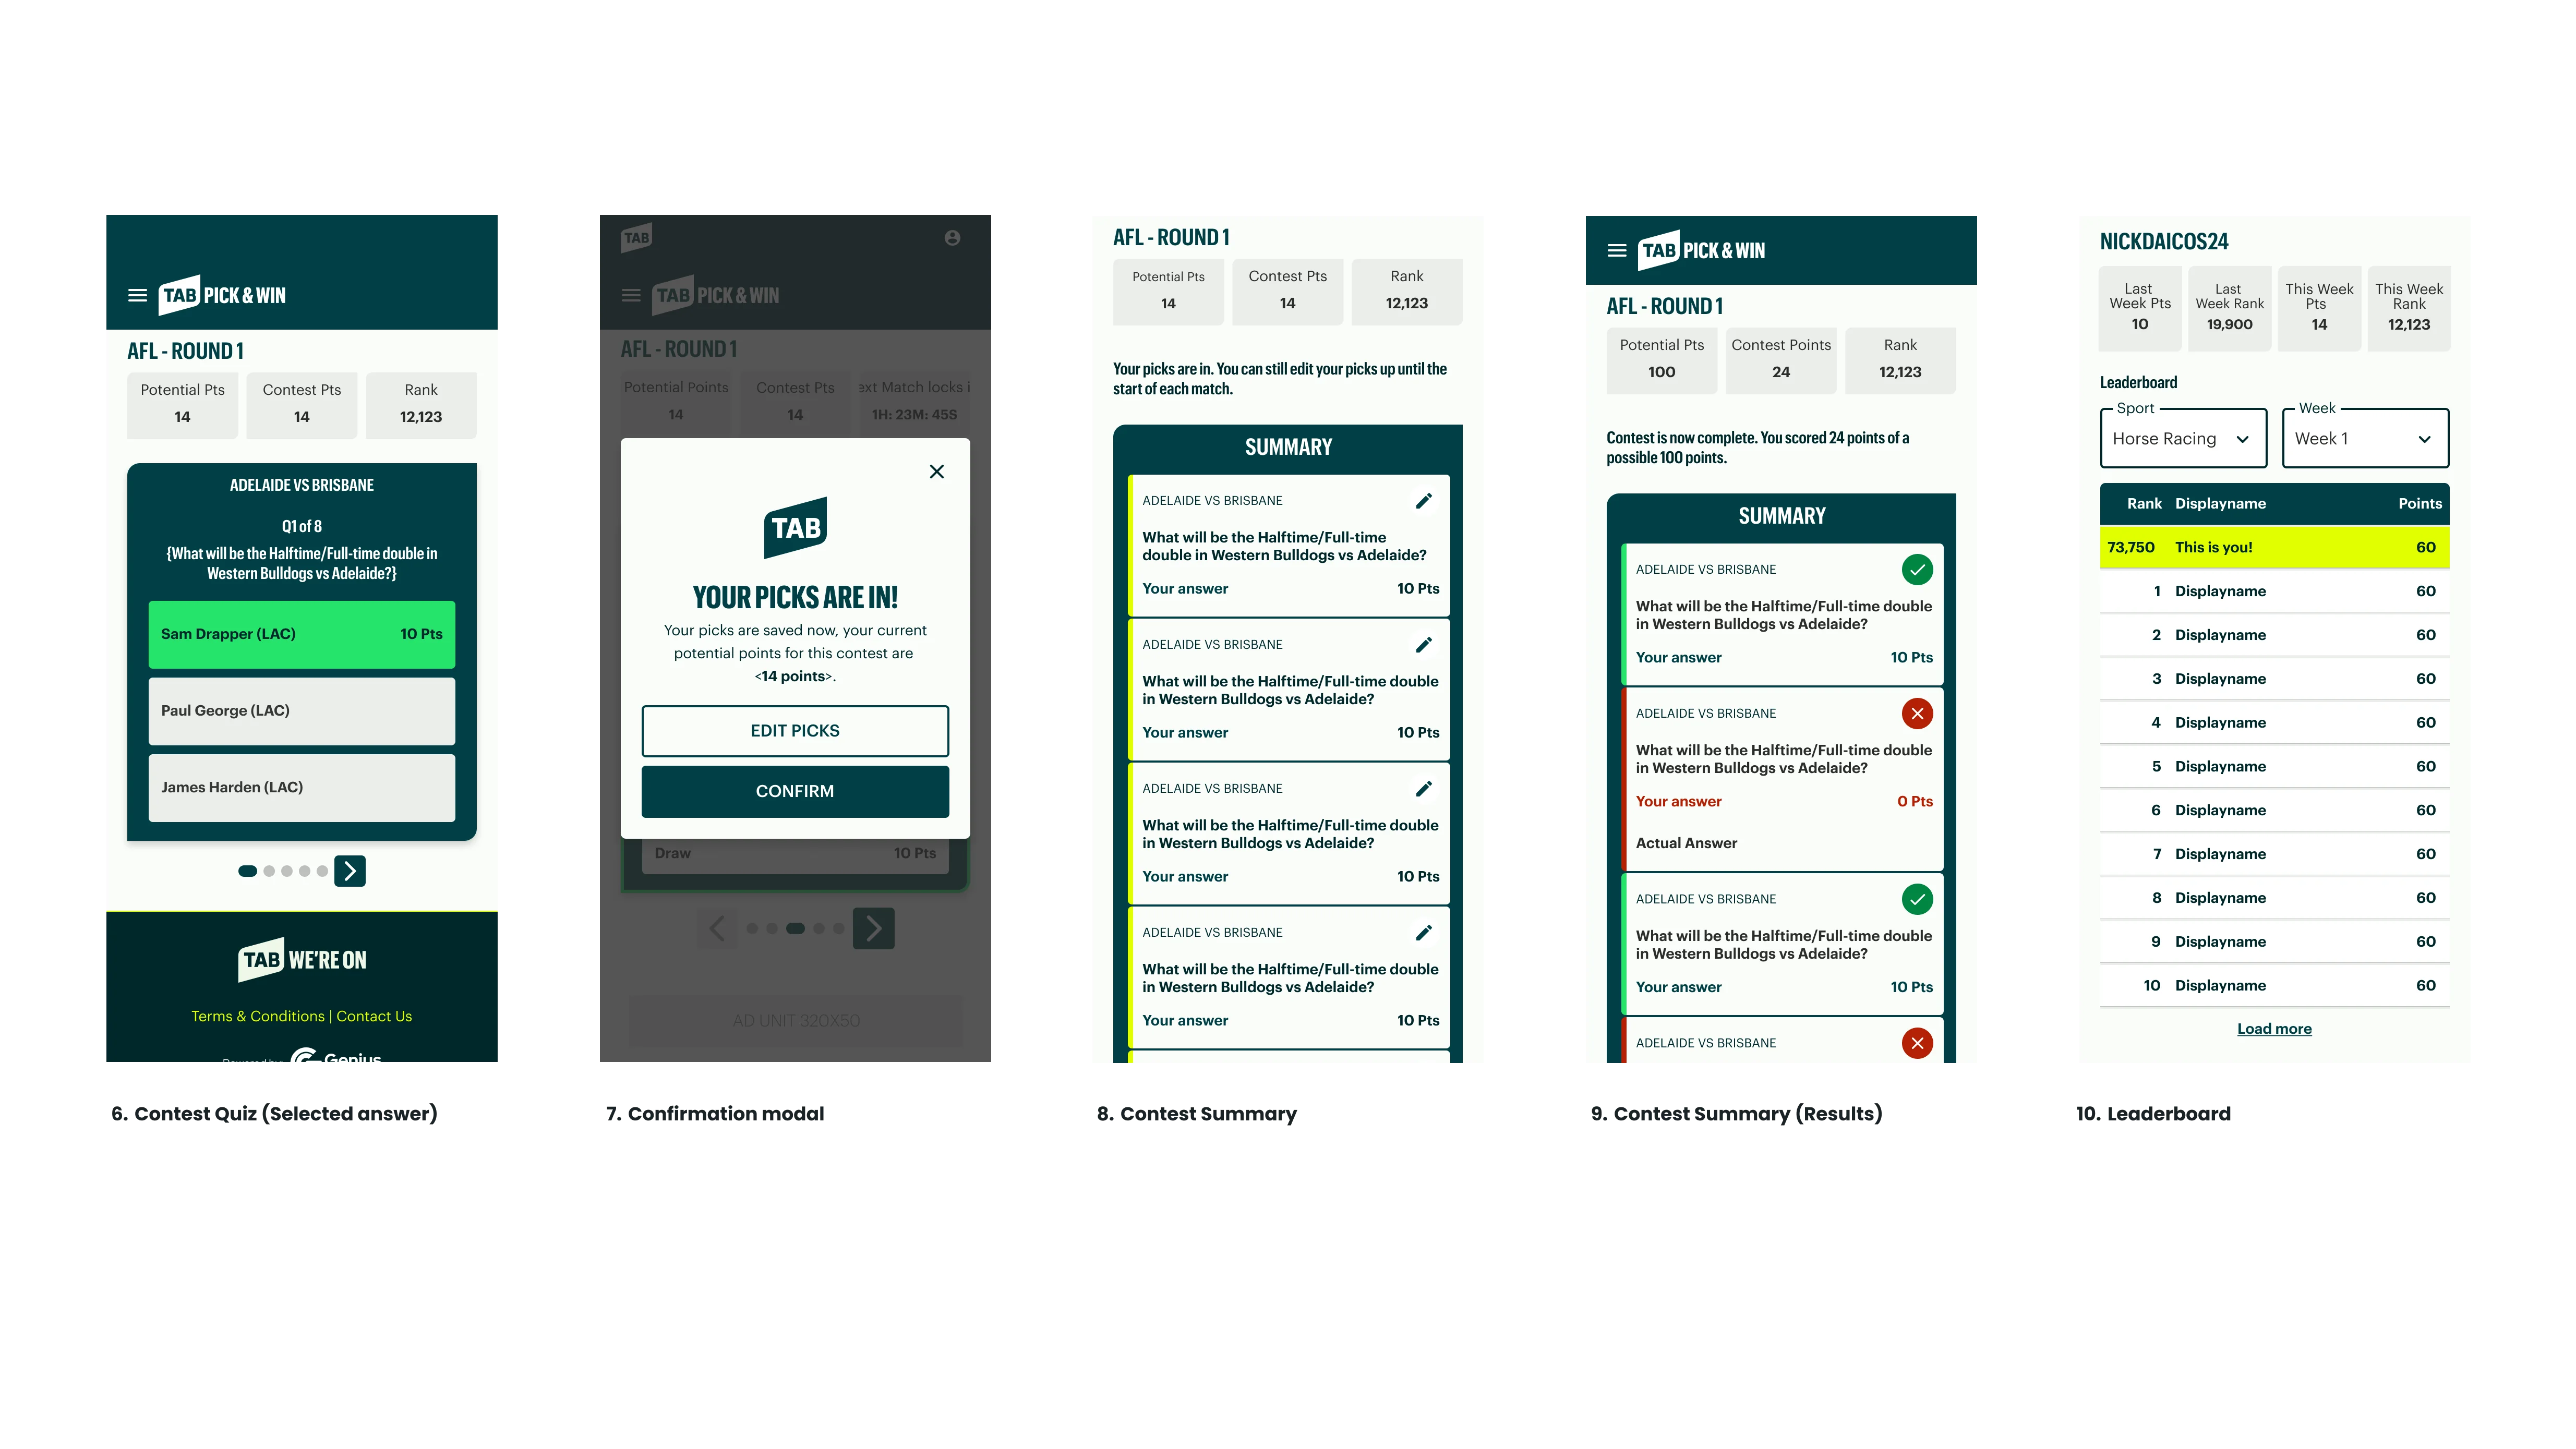 TAB PICK & WIN
AFL - ROUND 1
Potential Pts
14
Contest Pts
14
Rank
12,123
ADELAIDE VS BRISBANE
Q1 of 8
{What will be the Halftime/Full-time double in
Western Bulldogs vs Adelaide?}
Sam Drapper (LAC) 10 Pts
Paul George (LAC)
James Harden (LAC)
TAB WE'RE ON
Terms & Conditions | Contact Us
Powered by Genius
6. Contest Quiz (Selected answer)
TAB
TAB PICK & WIN
AFL - ROUND 1
Potential Points
14
Contest Pts
14
ext Match locks i
1H: 23M: 45S
TAB
YOUR PICKS ARE IN!
Your picks are saved now, your current
potential points for this contest are
<14 points>.
EDIT PICKS
CONFIRM
Draw 10 Pts
AD UNIT 320X50
7. Confirmation modal
AFL - ROUND 1
Potential Pts
14
Contest Pts
14
Rank
12,123
Your picks are in. You can still edit your picks up until the
start of each match.
SUMMARY
ADELAIDE VS BRISBANE
What will be the Halftime/Full-time
double in Western Bulldogs vs Adelaide?
Your answer 10 Pts
ADELAIDE VS BRISBANE
What will be the Halftime/Full-time double
in Western Bulldogs vs Adelaide?
Your answer 10 Pts
ADELAIDE VS BRISBANE
What will be the Halftime/Full-time double
in Western Bulldogs vs Adelaide?
Your answer 10 Pts
ADELAIDE VS BRISBANE
What will be the Halftime/Full-time double
in Western Bulldogs vs Adelaide?
Your answer 10 Pts
8. Contest Summary
TAB PICK & WIN
AFL - ROUND 1
Potential Pts
100
Contest Points
24
Rank
12,123
Contest is now complete. You scored 24 points of a
possible 100 points.
SUMMARY
ADELAIDE VS BRISBANE
What will be the Halftime/Full-time double
in Western Bulldogs vs Adelaide?
Your answer 10 Pts
ADELAIDE VS BRISBANE
What will be the Halftime/Full-time double
in Western Bulldogs vs Adelaide?
Your answer 0 Pts
Actual Answer
ADELAIDE VS BRISBANE
What will be the Halftime/Full-time double
in Western Bulldogs vs Adelaide?
Your answer 10 Pts
ADELAIDE VS BRISBANE
9. Contest Summary (Results)
NICKDAICOS24
Last
Week Pts
10
Last
Week Rank
19,900
This Week
Pts
14
This Week
Rank
12,123
Leaderboard
Sport
Horse Racing
Week
Week 1
Rank Displayname Points
73,750 This is you! 60
1 Displayname 60
2 Displayname 60
3 Displayname 60
4 Displayname 60
5 Displayname 60
6 Displayname 60
7 Displayname 60
8 Displayname 60
9 Displayname 60
10 Displayname 60
Load more
10. Leaderboard